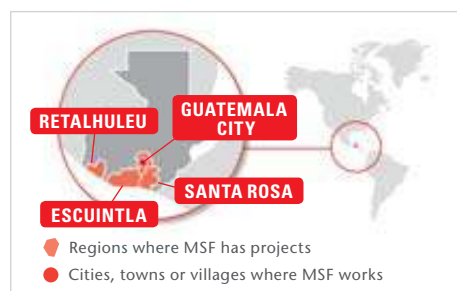 RETALHULEU
GUATEMALA
CITY
SANTA ROSA
ESCUINTLA
Regions where MSF has projects
Cities, towns or villages where MSF works